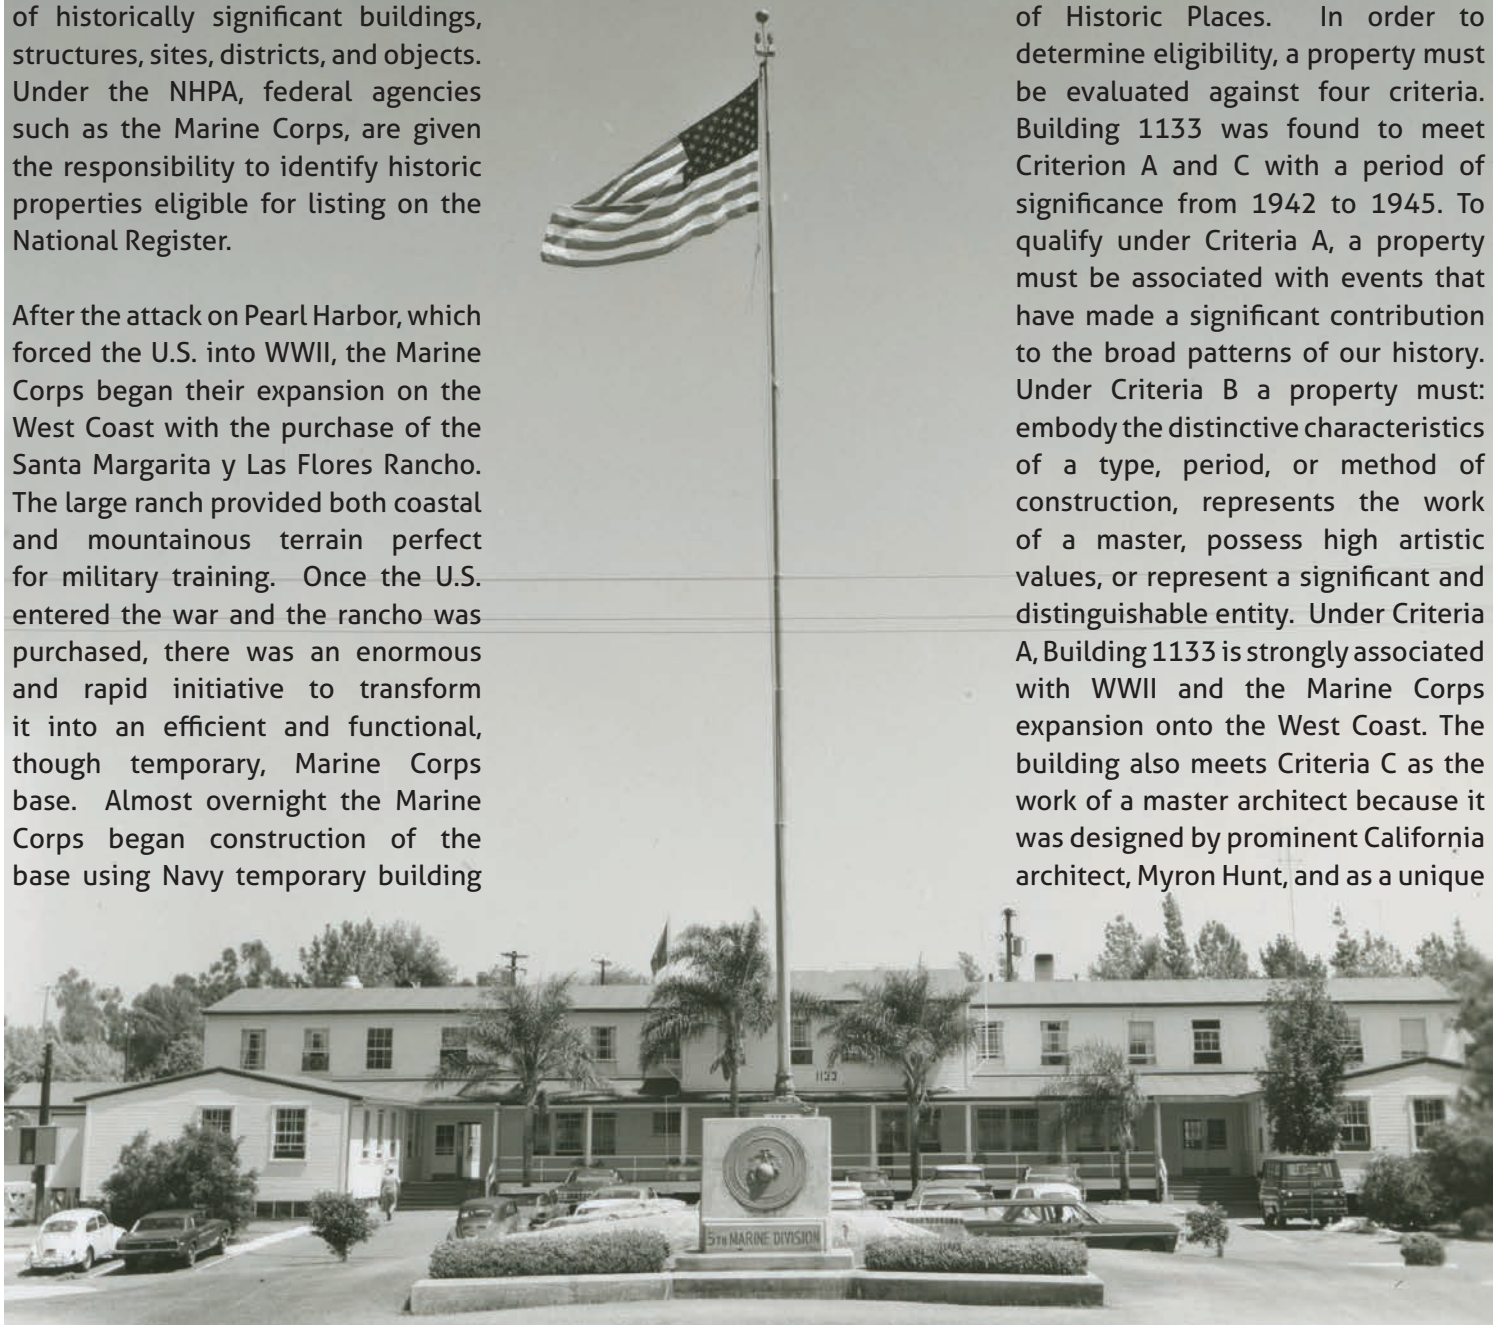 of historically significant buildings,
structures, sites, districts, and objects.
Under the NHPA, federal agencies
such as the Marine Corps, are given
the responsibility to identify historic
properties eligible for listing on the
National Register.
After the attack on Pearl Harbor, which
forced the U.S. into WWII, the Marine
Corps began their expansion on the
West Coast with the purchase of the
Santa Margarita y Las Flores Rancho.
The large ranch provided both coastal
and mountainous terrain perfect
for military training. Once the U.S.
entered the war and the rancho was
purchased, there was an enormous
and rapid initiative to transform
it into an efficient and functional,
though temporary, Marine Corps
base. Almost overnight the Marine
Corps began construction of the
base using Navy temporary building
of Historic Places. In order to
determine eligibility, a property must
be evaluated against four criteria.
Building 1133 was found to meet
Criterion A and C with a period of
significance from 1942 to 1945. To
qualify under Criteria A, a property
must be associated with events that
have made a significant contribution
to the broad patterns of our history.
Under Criteria B a property must:
embody the distinctive characteristics
of a type, period, or method of
construction, represents the work
of a master, possess high artistic
values, or represent a significant and
distinguishable entity. Under Criteria
A, Building 1133 is strongly associated
with WWII and the Marine Corps
expansion onto the West Coast. The
building also meets Criteria C as the
work of a master architect because it
was designed by prominent California
architect, Myron Hunt, and as a unique
1133
5TH MARINE DIVISION